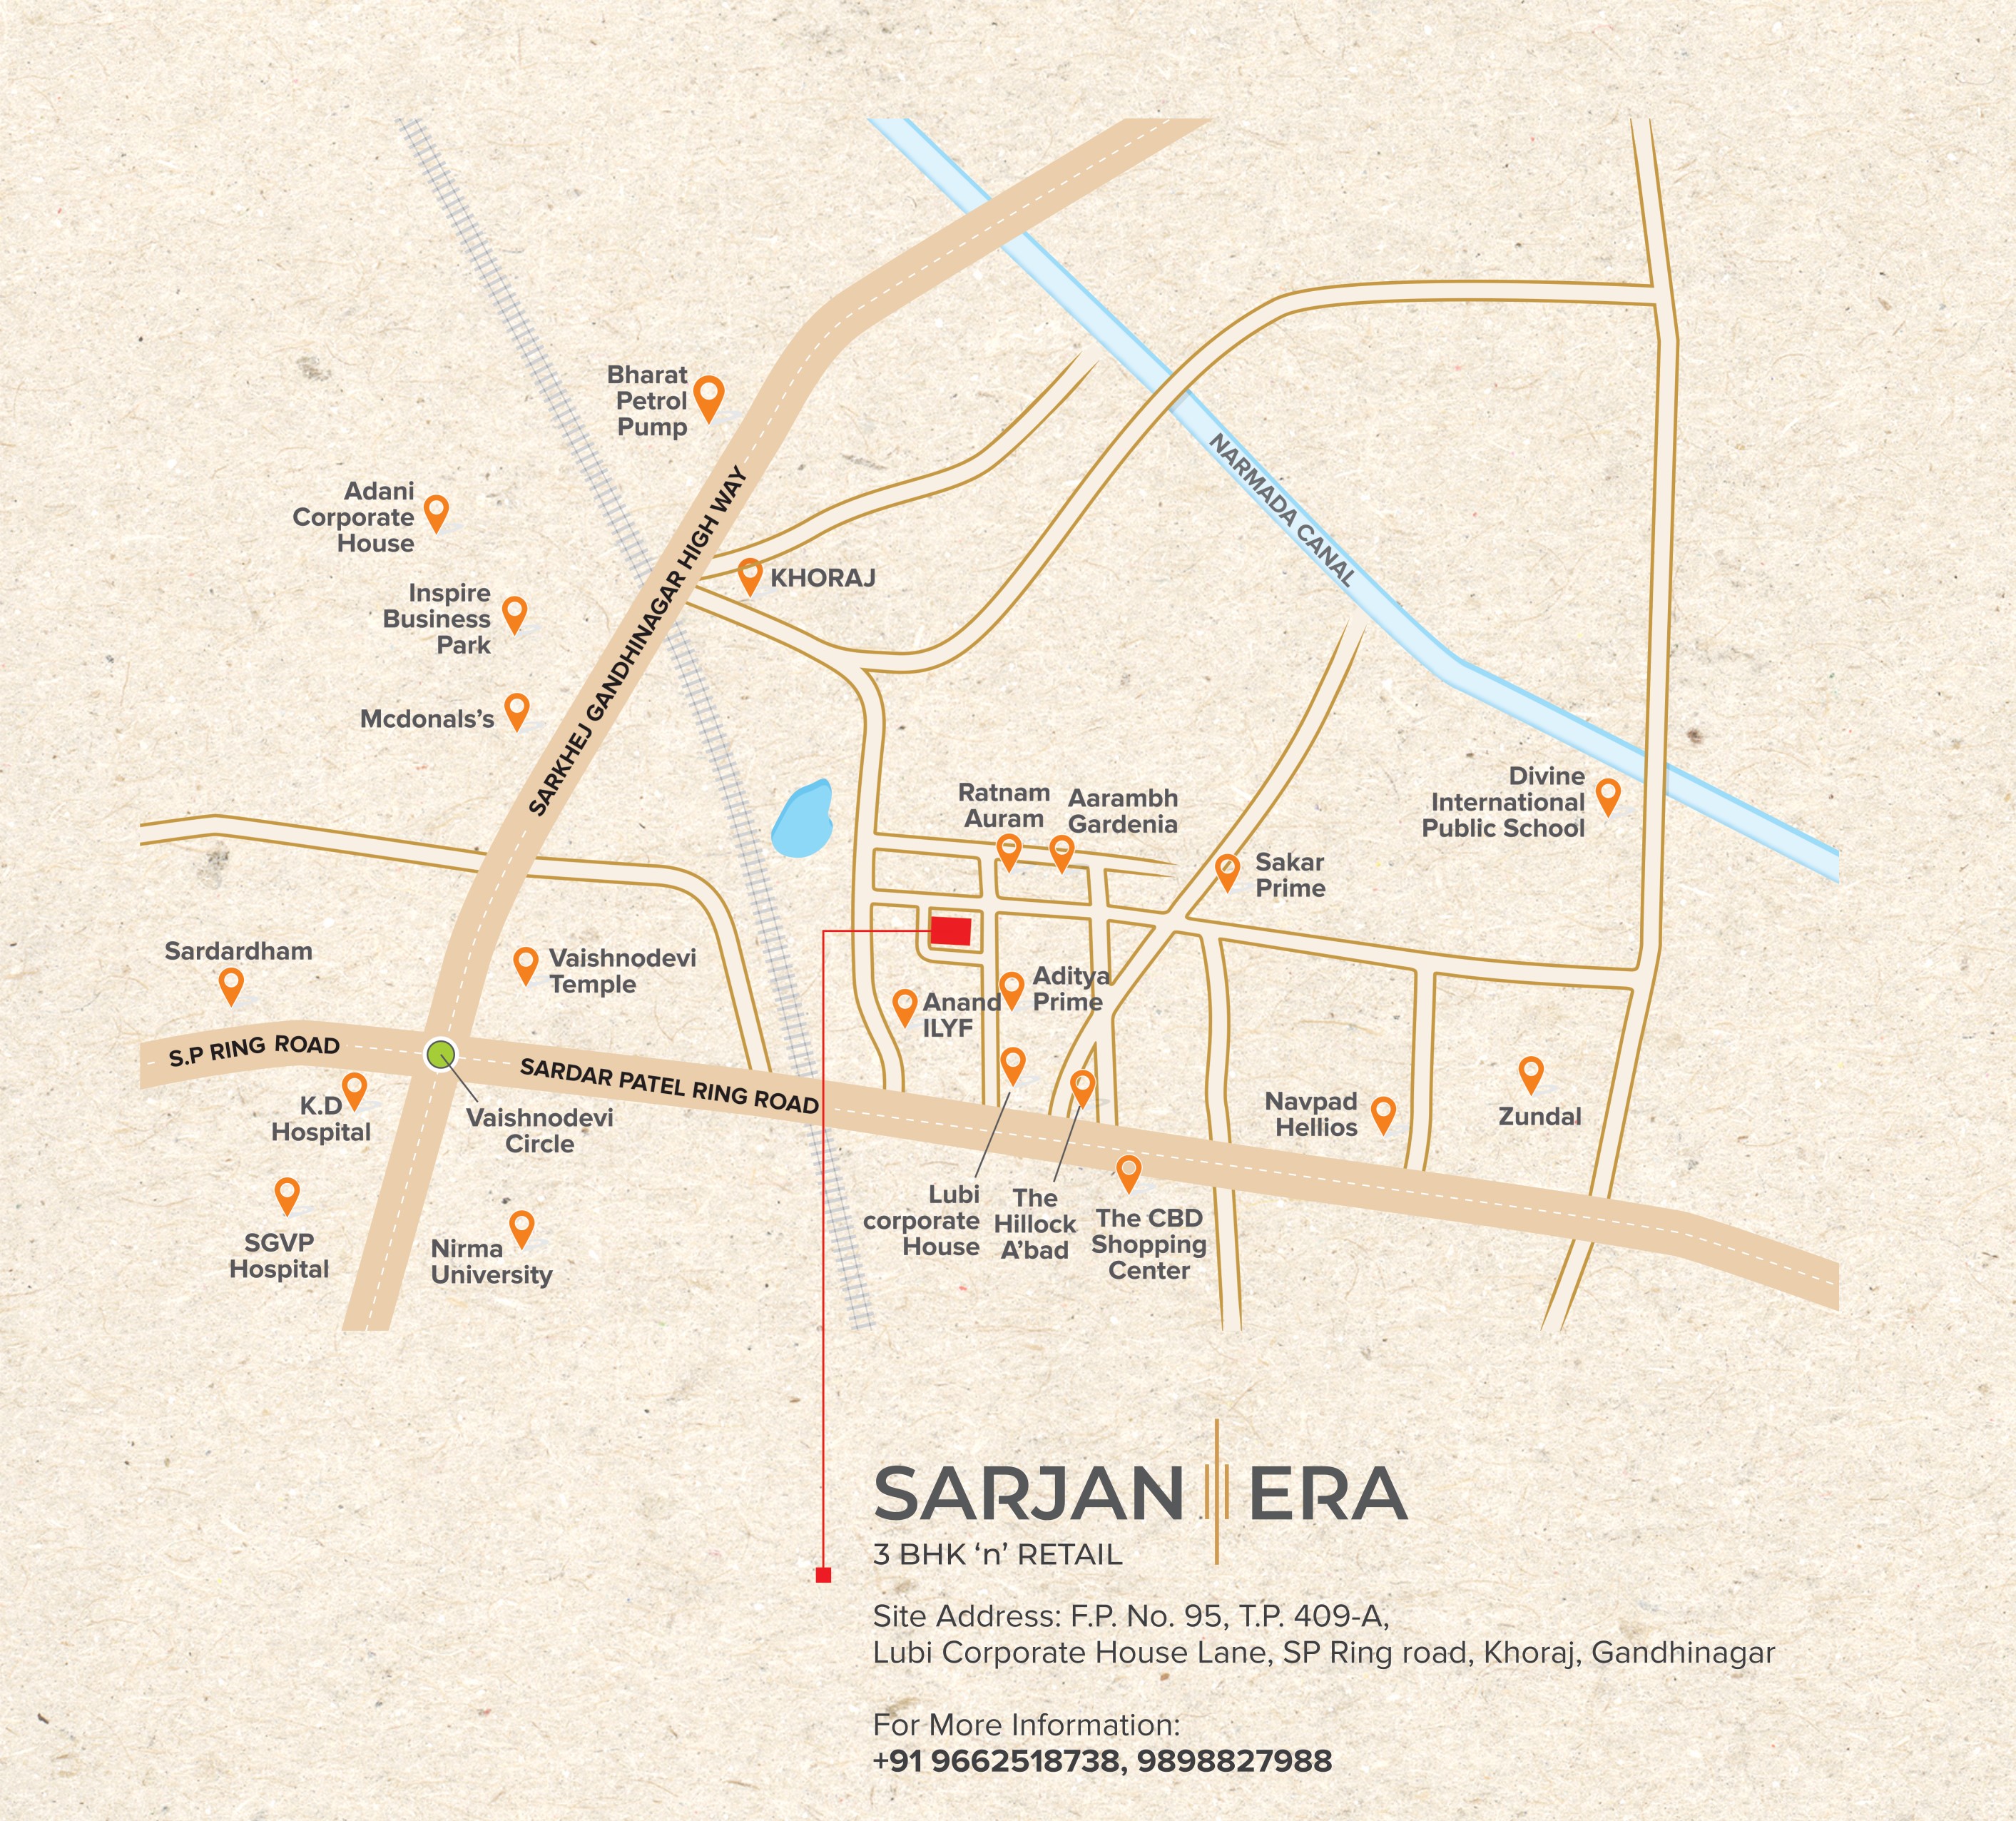 Bharat
Petrol
Pump
Adani
Corporate
House
Inspire
Business
Park
Mcdonals’s
SARKHEJ GANDHINAGAR HIGH WAY
KHORAJ
NARMADA CANAL
Ratnam
Auram
Aarambh
Gardenia
Sakar
Prime
Divine
International
Public School
Sardardham
Vaishnodevi
Temple
Anand
ILYF
Aditya
Prime
S.P RING ROAD
SARDAR PATEL RING ROAD
K.D
Hospital
Vaishnodevi
Circle
Navpad
Hellios
Zundal
SGVP
Hospital
Nirma
University
Lubi
corporate
House
The
Hillock
A’bad
The CBD
Shopping
Center
SARJAN ERA
3 BHK ‘n’ RETAIL
Site Address: F.P. No. 95, T.P. 409-A,
Lubi Corporate House Lane, SP Ring road, Khoraj, Gandhinagar
For More Information:
+91 9662518738, 9898827988